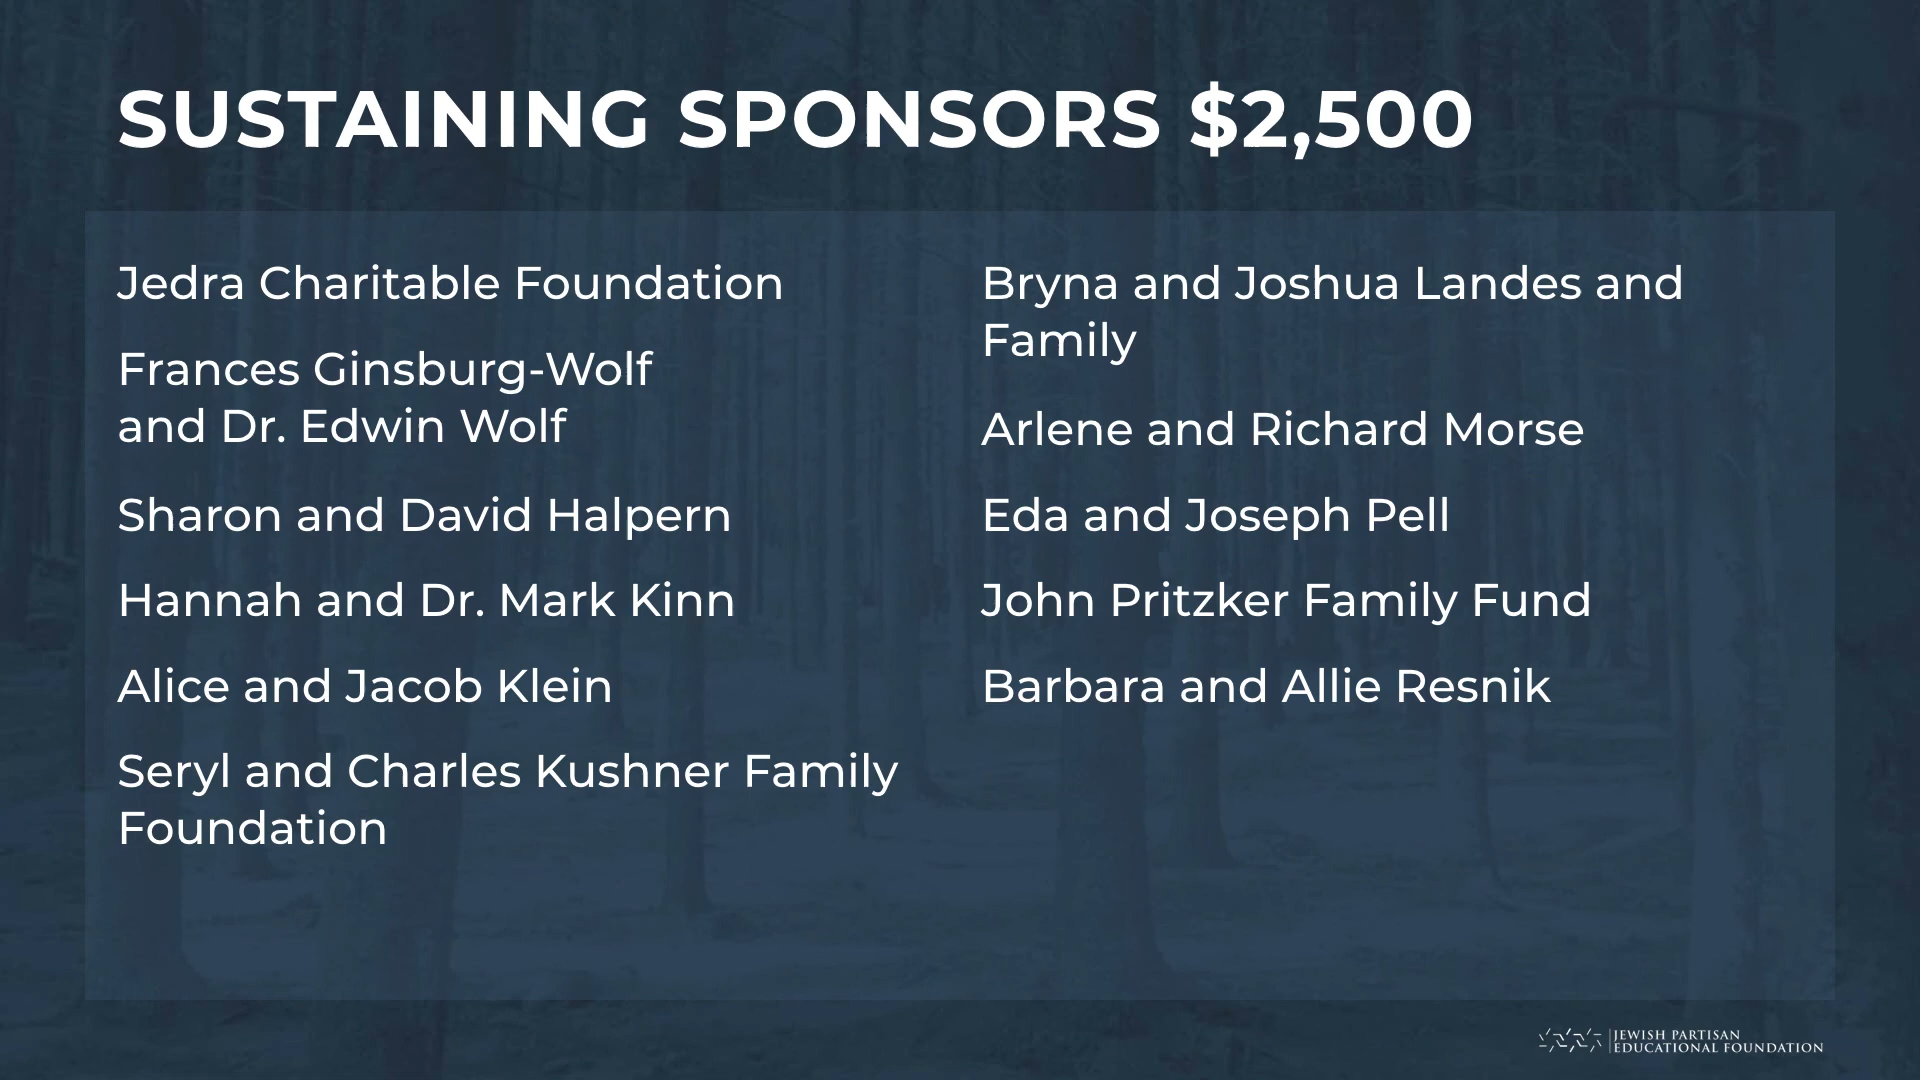 SUSTAINING SPONSORS $2,500
Jedra Charitable Foundation
Frances Ginsburg-Wolf
and Dr. Edwin Wolf
Sharon and David Halpern
Hannah and Dr. Mark Kinn
Alice and Jacob Klein
Seryl and Charles Kushner Family
Foundation
Bryna and Joshua Landes and
Family
Arlene and Richard Morse
Eda and Joseph Pell
John Pritzker Family Fund
Barbara and Allie Resnik
JEWISH PARTISAN
EDUCATIONAL FOUNDATION